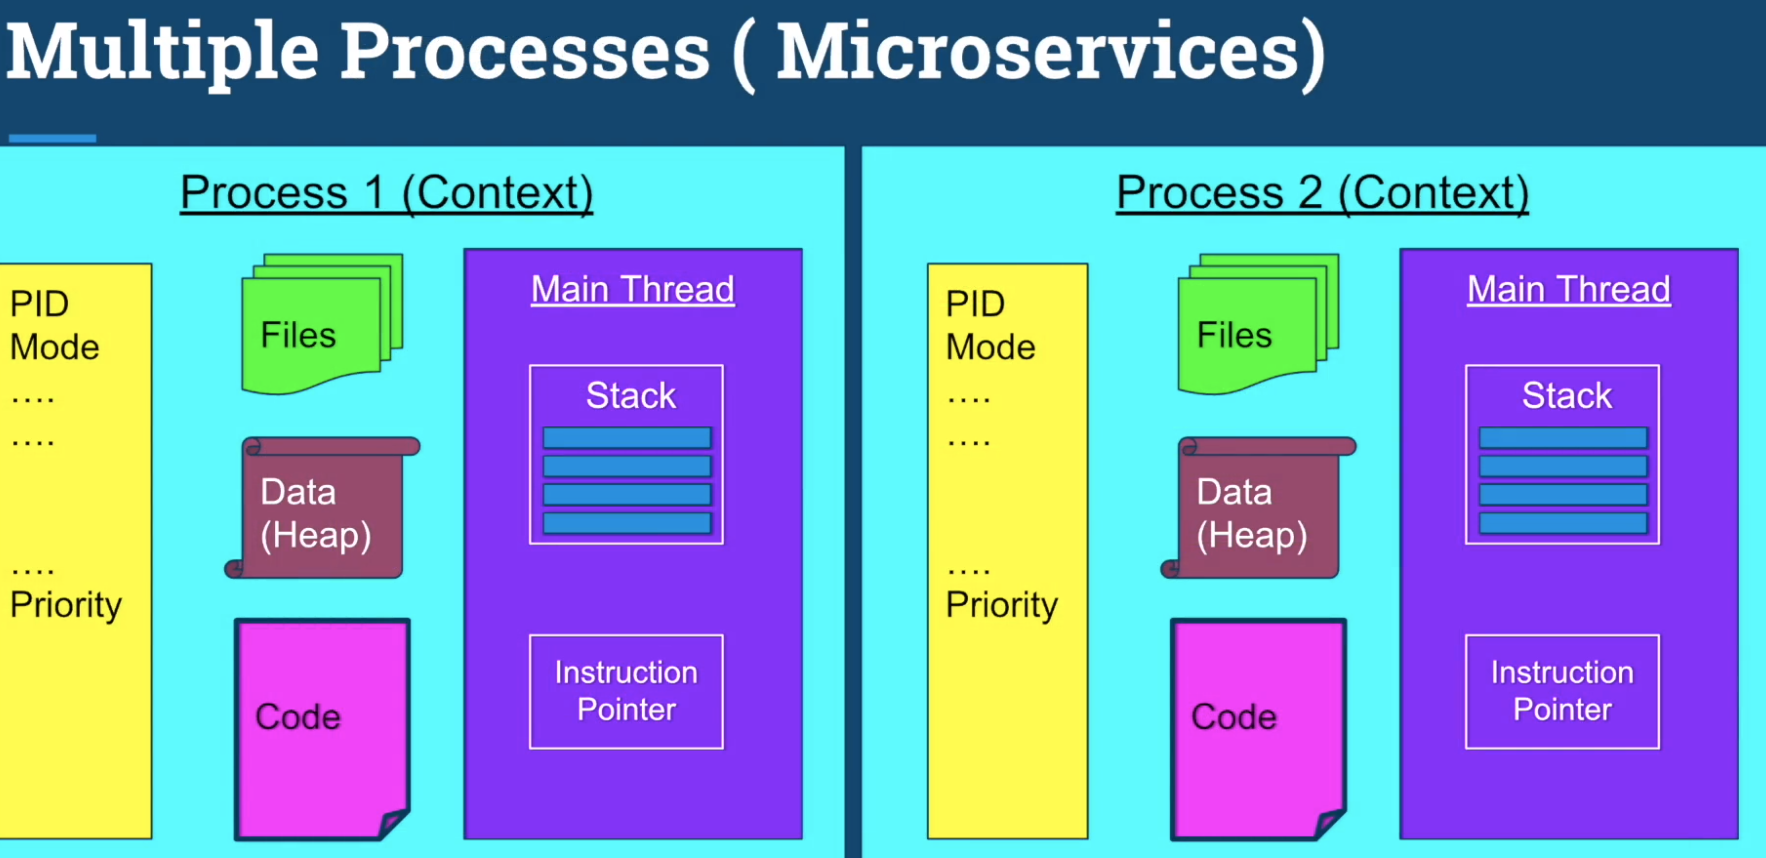 Multiple Processes ( Microservices)
Process 1 (Context)
PID
Mode
....
....
....
Priority
Files
Data
(Heap)
Code
Main Thread
Stack
Instruction
Pointer
Process 2 (Context)
PID
Mode
....
....
....
Priority
Files
Data
(Heap)
Code
Main Thread
Stack
Instruction
Pointer